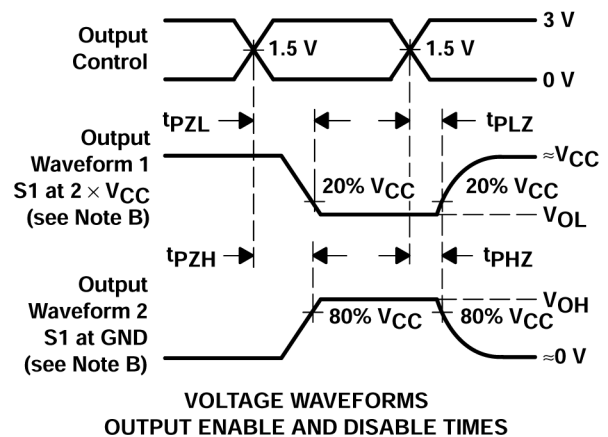 Output
Control
1.5 V
1.5 V
3 V
0 V
tPZL
tPLZ
Output
Waveform 1
S1 at 2 × VCC
(see Note B)
20% VCC
20% VCC
≈VCC
VOL
tPZH
tPHZ
Output
Waveform 2
S1 at GND
(see Note B)
80% VCC
80% VCC
VOH
≈0 V
VOLTAGE WAVEFORMS
OUTPUT ENABLE AND DISABLE TIMES